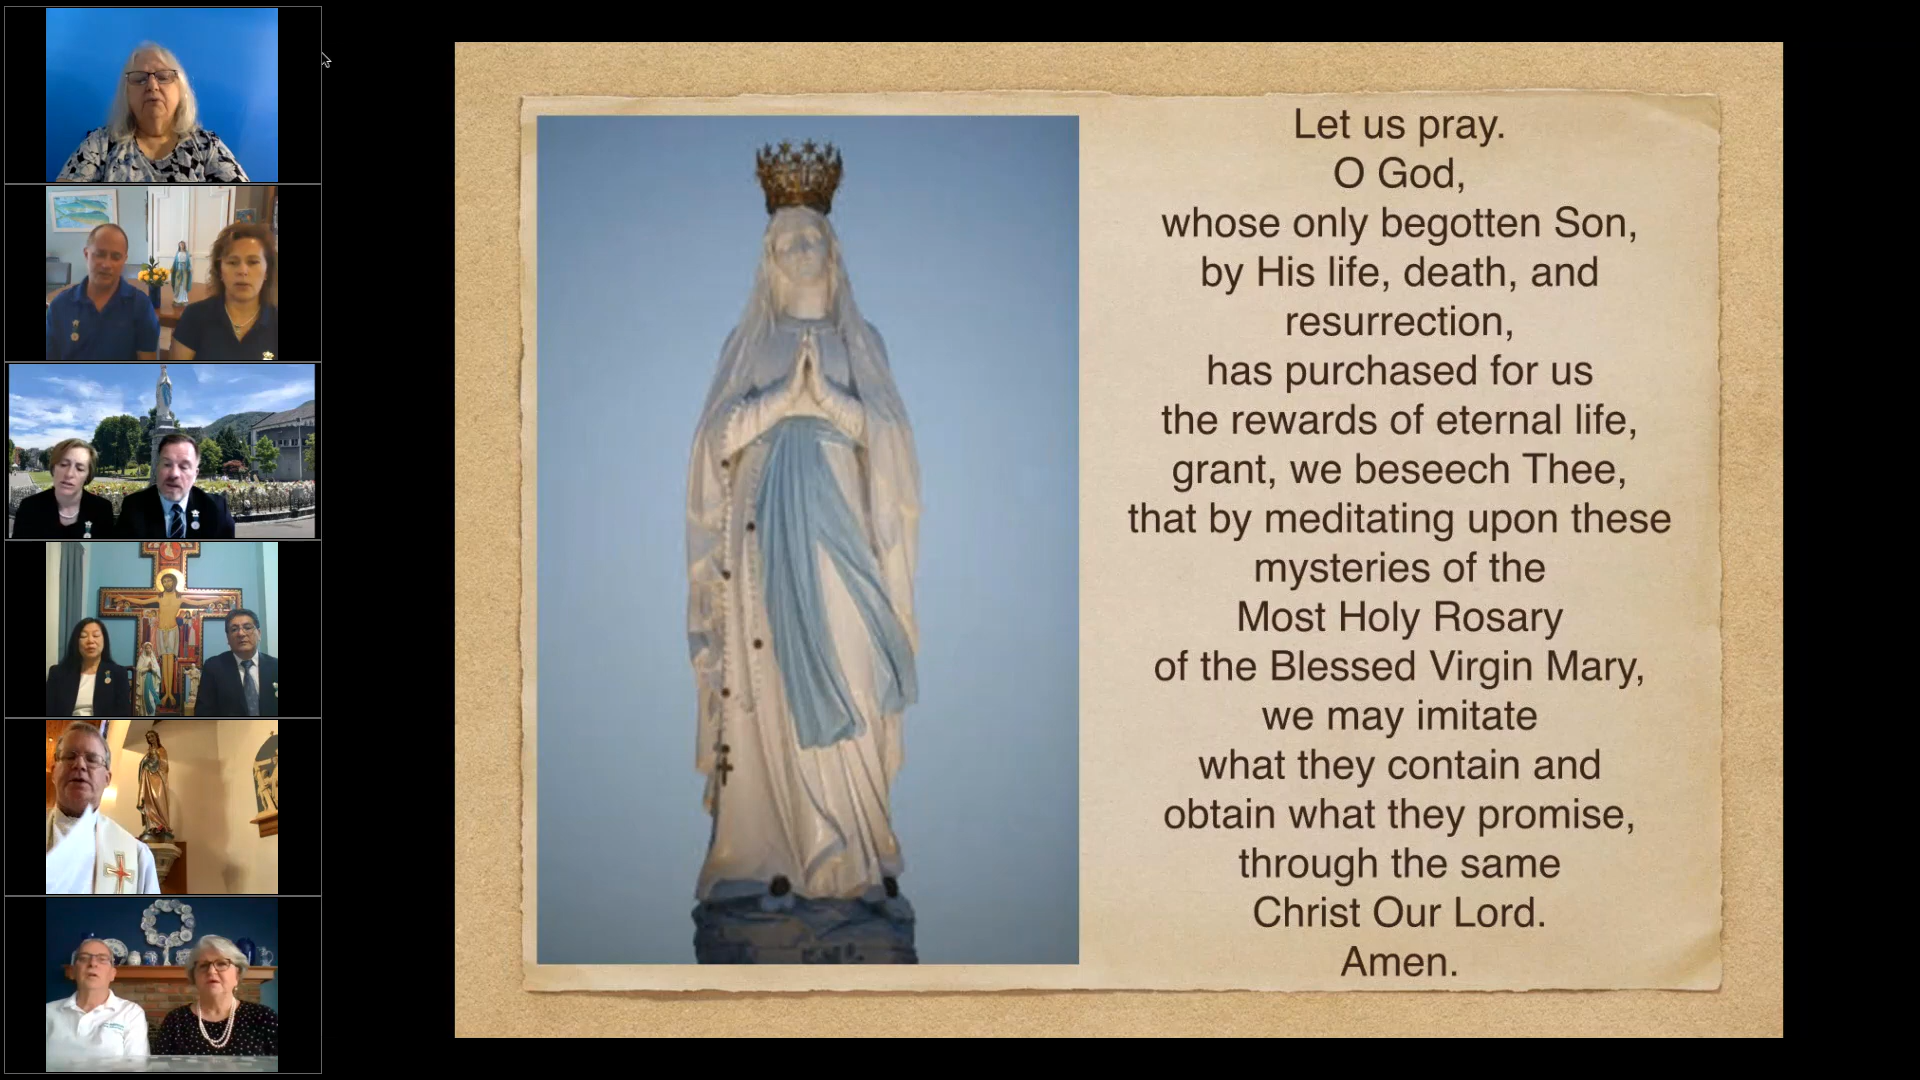 Let us pray.
O God,
whose only begotten Son,
by His life, death, and
resurrection,
has purchased for us
the rewards of eternal life,
grant, we beseech Thee,
that by meditating upon these
mysteries of the
Most Holy Rosary
of the Blessed Virgin Mary,
we may imitate
what they contain and
obtain what they promise,
through the same
Christ Our Lord.
Amen.